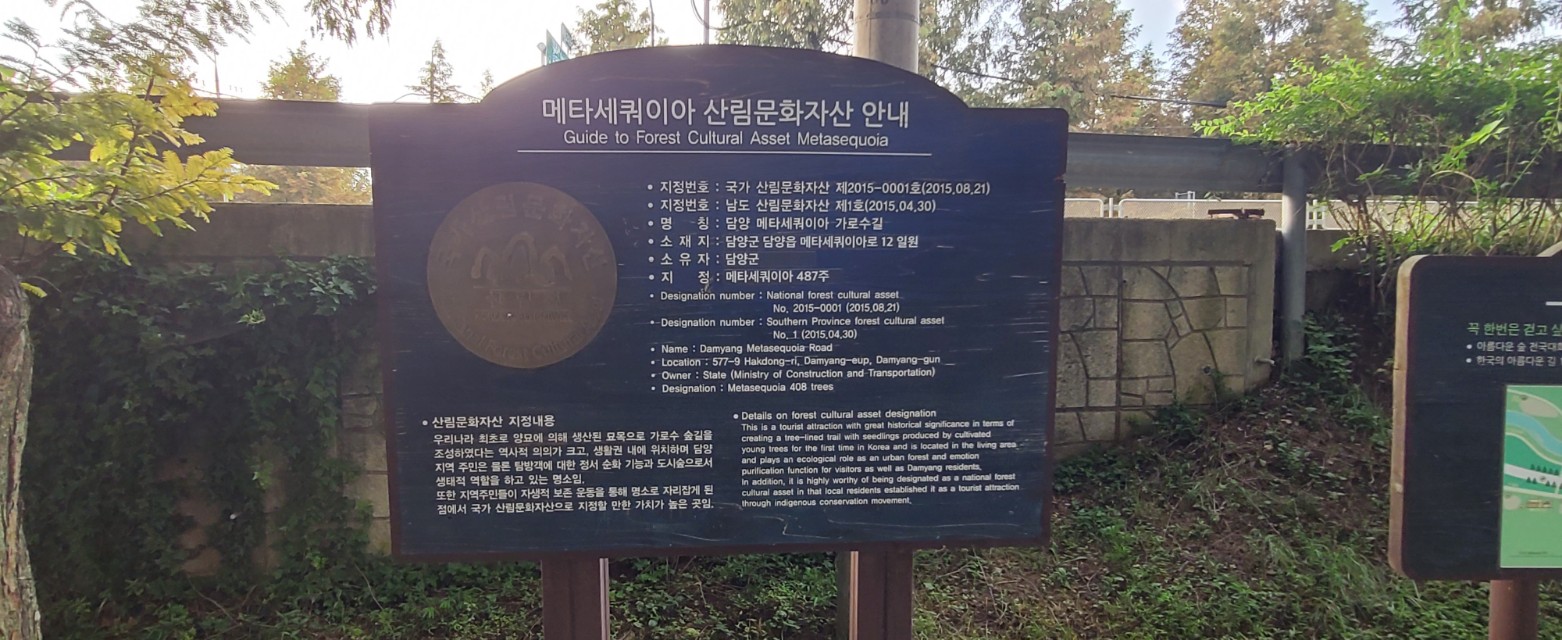 메타세쿼이아 산림문화자산 안내
Guide to Forest Cultural Asset Metasequoia
• 지정번호 : 국가 산림문화자산 제2015-0001호(2015.08.21)
• 지정번호 : 남도 산림문화자산 제1호(2015.04.30)
• 명 칭 : 담양 메타세쿼이아 가로수길
• 소 재 지 : 담양군 담양읍 메타세쿼이아로 12 일원
• 소 유 자 : 담양군
• 지 정 : 메타세쿼이아 487주
• Designation number : National forest cultural asset
No. 2015-0001 (2015.08.21)
• Designation number : Southern Province forest cultural asset
No. 1 (2015.04.30)
• Name : Damyang Metasequoia Road
• Location : 577-9 Hakdong-ri, Damyang-eup, Damyang-gun
• Owner : State (Ministry of Construction and Transportation)
• Designation : Metasequoia 408 trees
• 산림문화자산 지정내용
우리나라 최초로 양묘에 의해 생산된 묘목으로 가로수 숲길을
조성하였다는 역사적 의의가 크고, 생활권 내에 위치하며 담양
지역 주민은 물론 탐방객에 대한 정서 순화 기능과 도시숲으로서
생태적 역할을 하고 있는 명소임.
또한 지역주민들이 자생적 보존 운동을 통해 명소로 자리잡게 된
점에서 국가 산림문화자산으로 지정할 만한 가치가 높은 곳임.
• Details on forest cultural asset designation
This is a tourist attraction with great historical significance in terms of
creating a tree-lined trail with seedlings produced by cultivated
young trees for the first time in Korea and is located in the living area
and plays an ecological role as an urban forest and emotion
purification function for visitors as well as Damyang residents.
In addition, it is highly worthy of being designated as a national forest
cultural asset in that local residents established it as a tourist attraction
through indigenous conservation movement.
꼭 한번은 걷고 싶
• 아름다운 숲 전국대회
• 한국의 아름다운 길